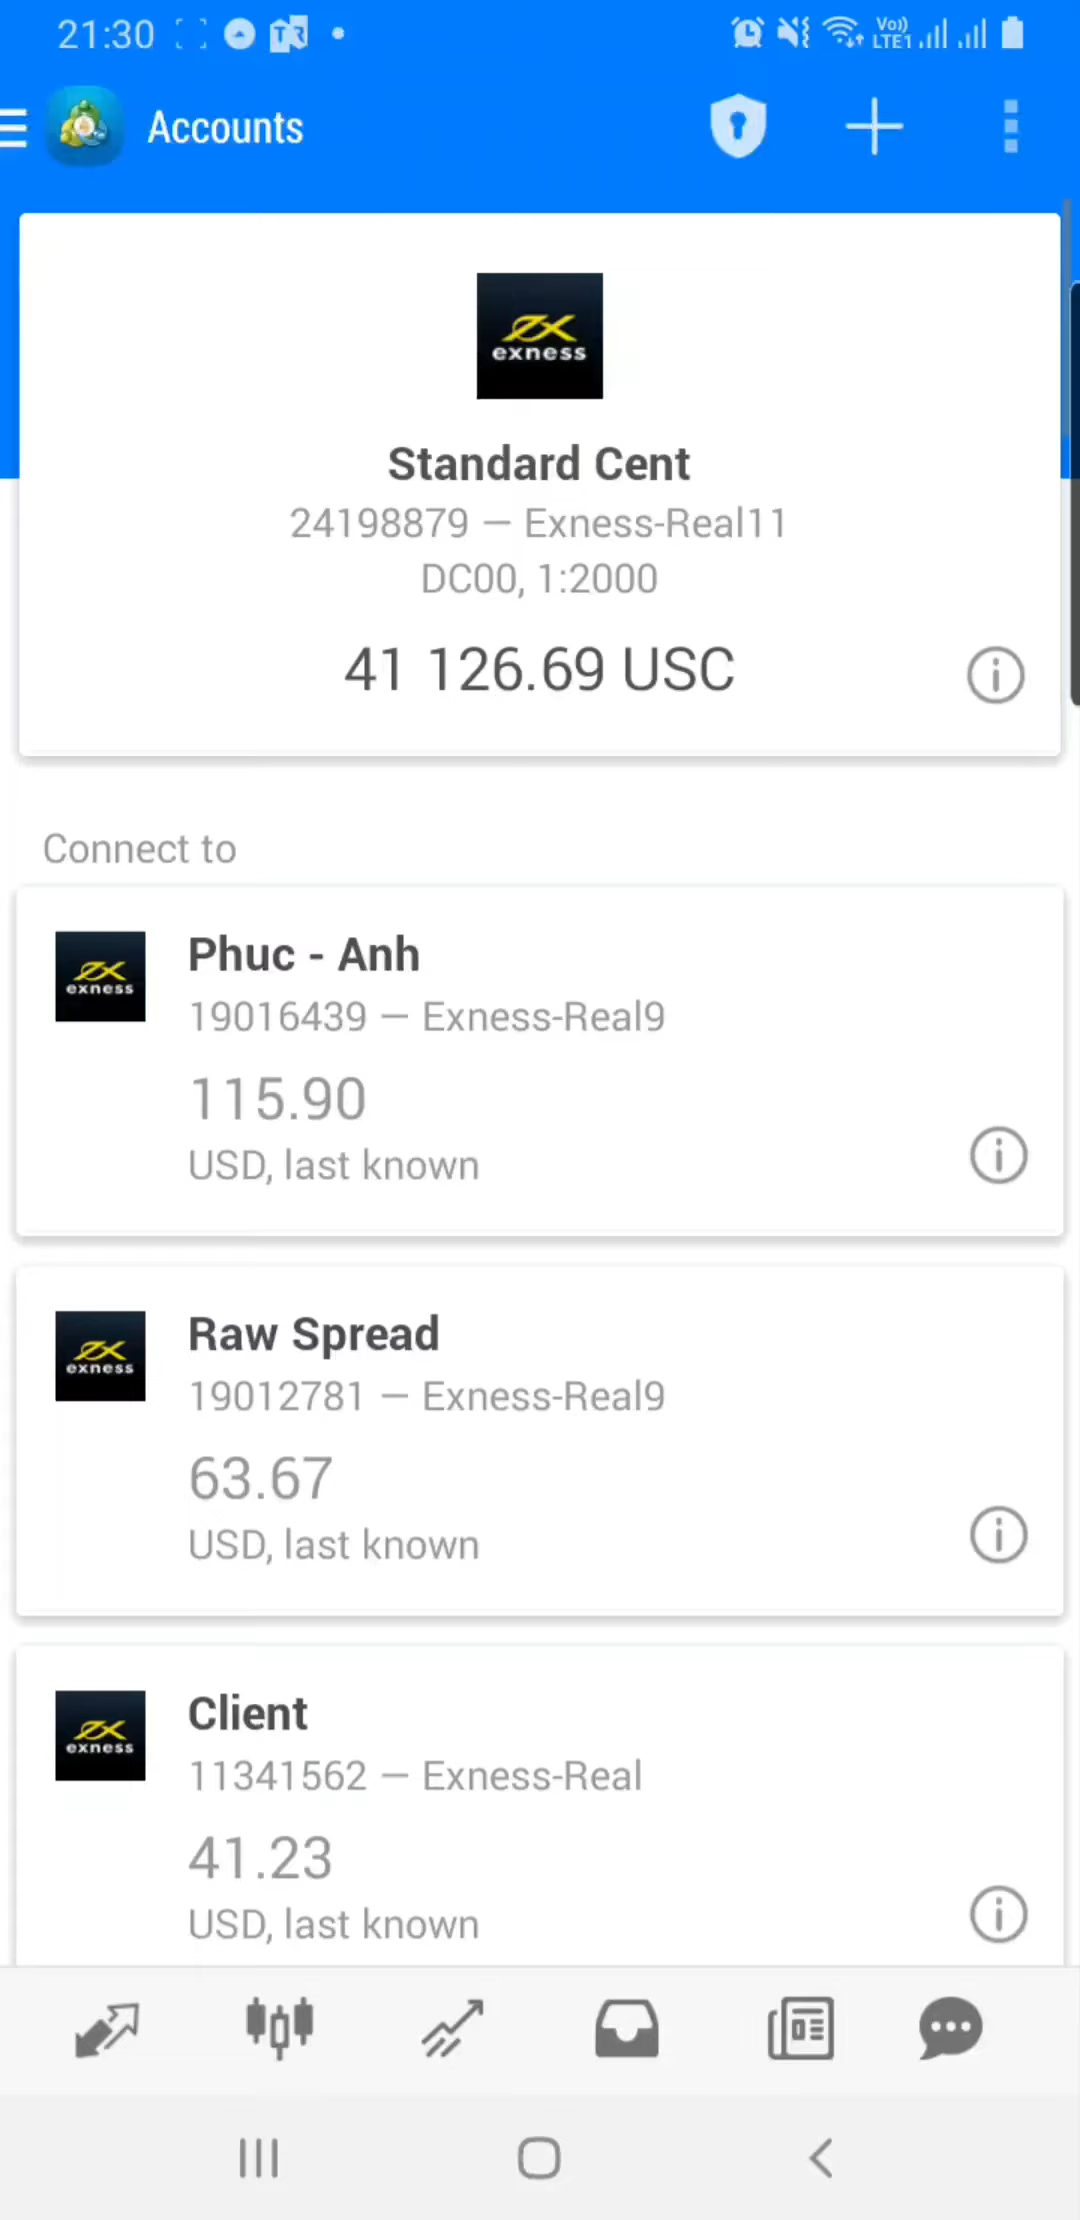 21:30
Vo))
LTE1
Accounts
exness
Standard Cent
24198879 — Exness-Real11
DC00, 1:2000
41 126.69 USC
Connect to
exness
Phuc - Anh
19016439 — Exness-Real9
115.90
USD, last known
exness
Raw Spread
19012781 — Exness-Real9
63.67
USD, last known
exness
Client
11341562 — Exness-Real
41.23
USD, last known